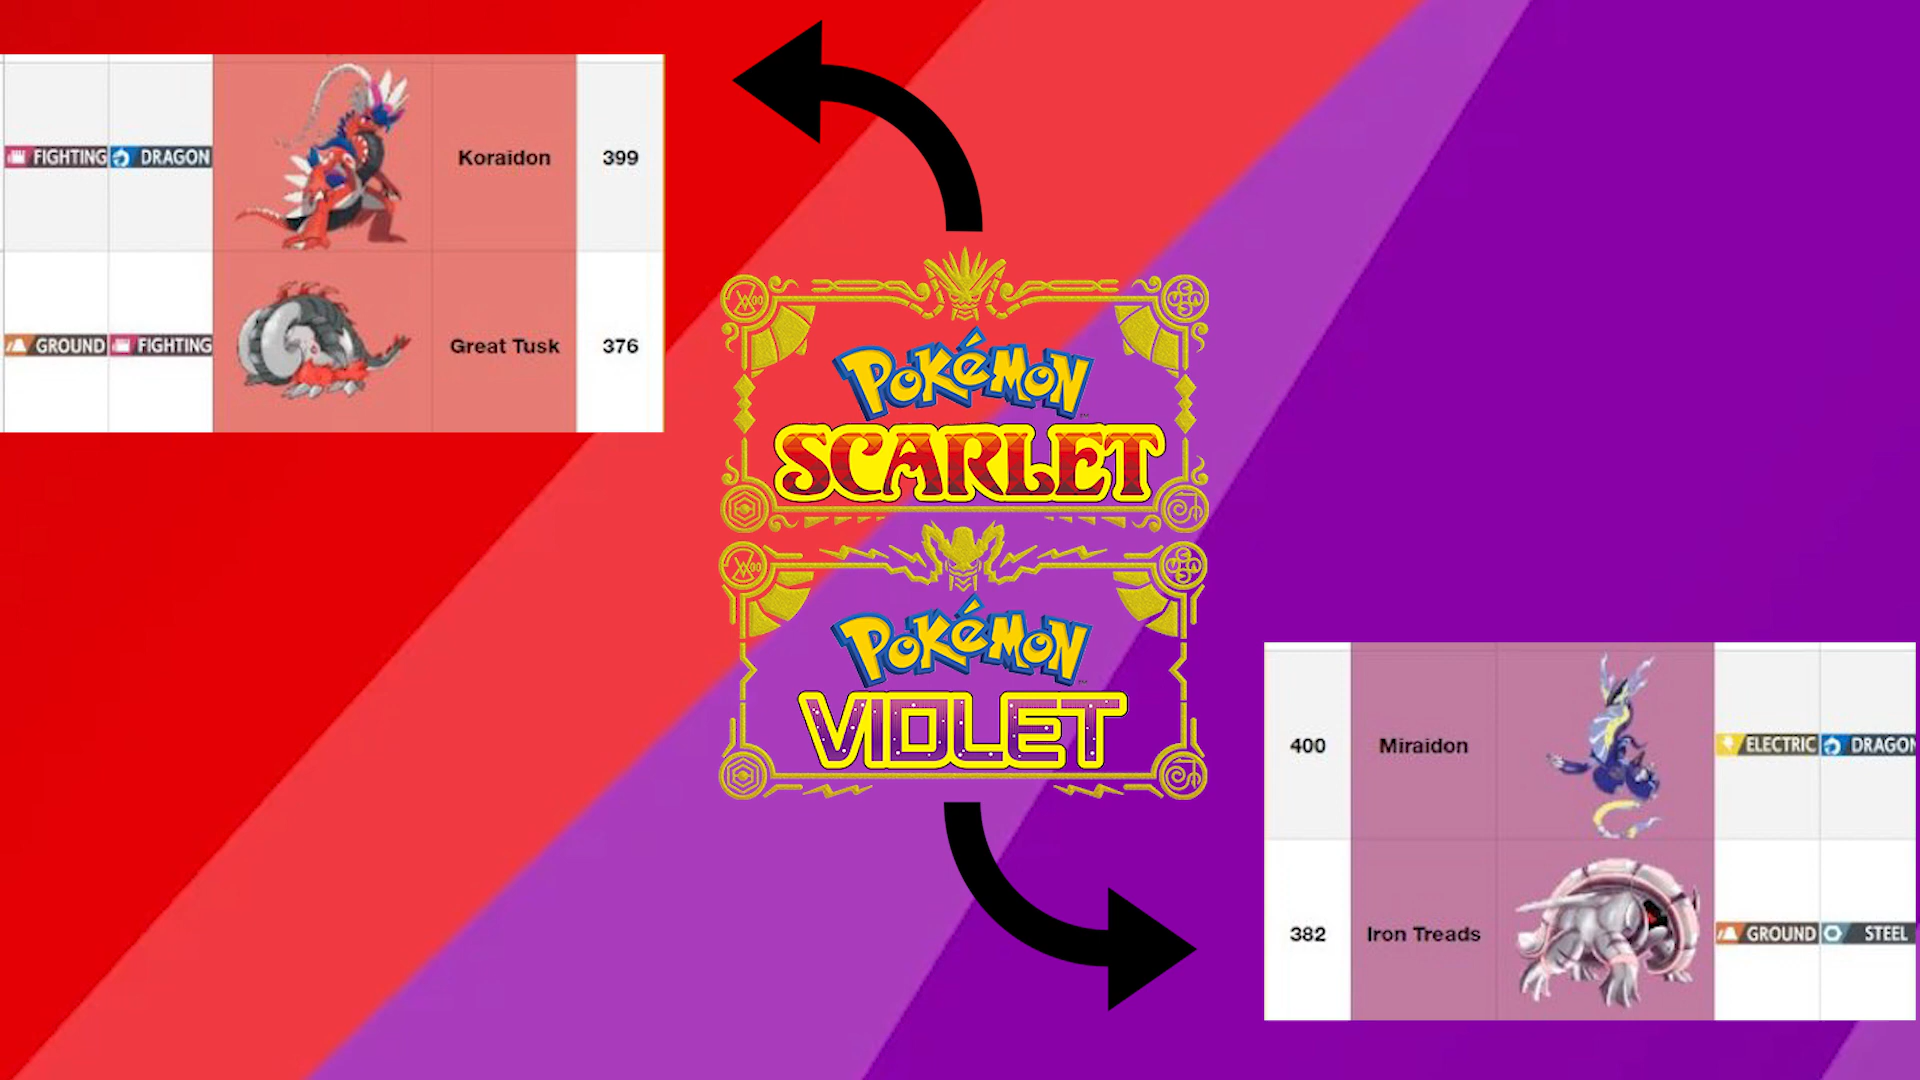 FIGHTING DRAGON Koraidon 399
GROUND FIGHTING Great Tusk 376
POKéMON
SCARLET
POKéMON
VIOLET
400 Miraidon ELECTRIC DRAGON
382 Iron Treads GROUND STEEL